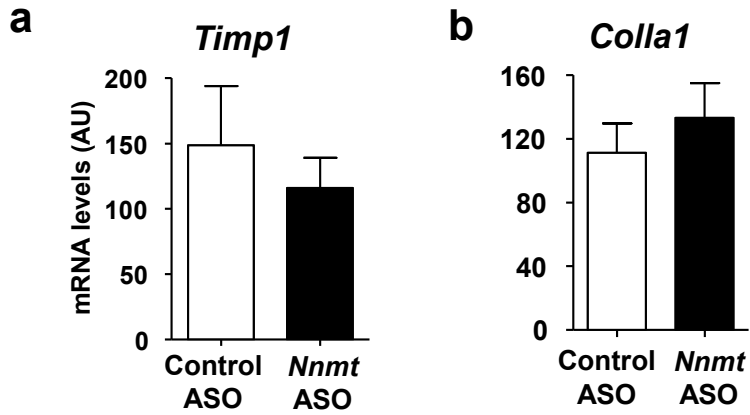 a
Timp1
mRNA levels (AU)
200
150
100
50
0
Control
ASO
Nnmt
ASO
b
Colla1
160
120
80
40
0
Control
ASO
Nnmt
ASO